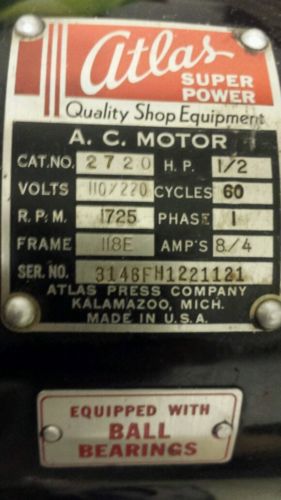 Atlas
SUPER
POWER
Quality Shop Equipment
A. C. MOTOR
CAT. NO. 2720 H. P. 1/2
VOLTS 110/220 CYCLES 60
R. P. M. 1725 PHASE 1
FRAME 118E AMP'S 8/4
SER. NO. 3146FH1221121
ATLAS PRESS COMPANY
KALAMAZOO, MICH.
MADE IN U. S. A.
EQUIPPED WITH
BALL
BEARINGS